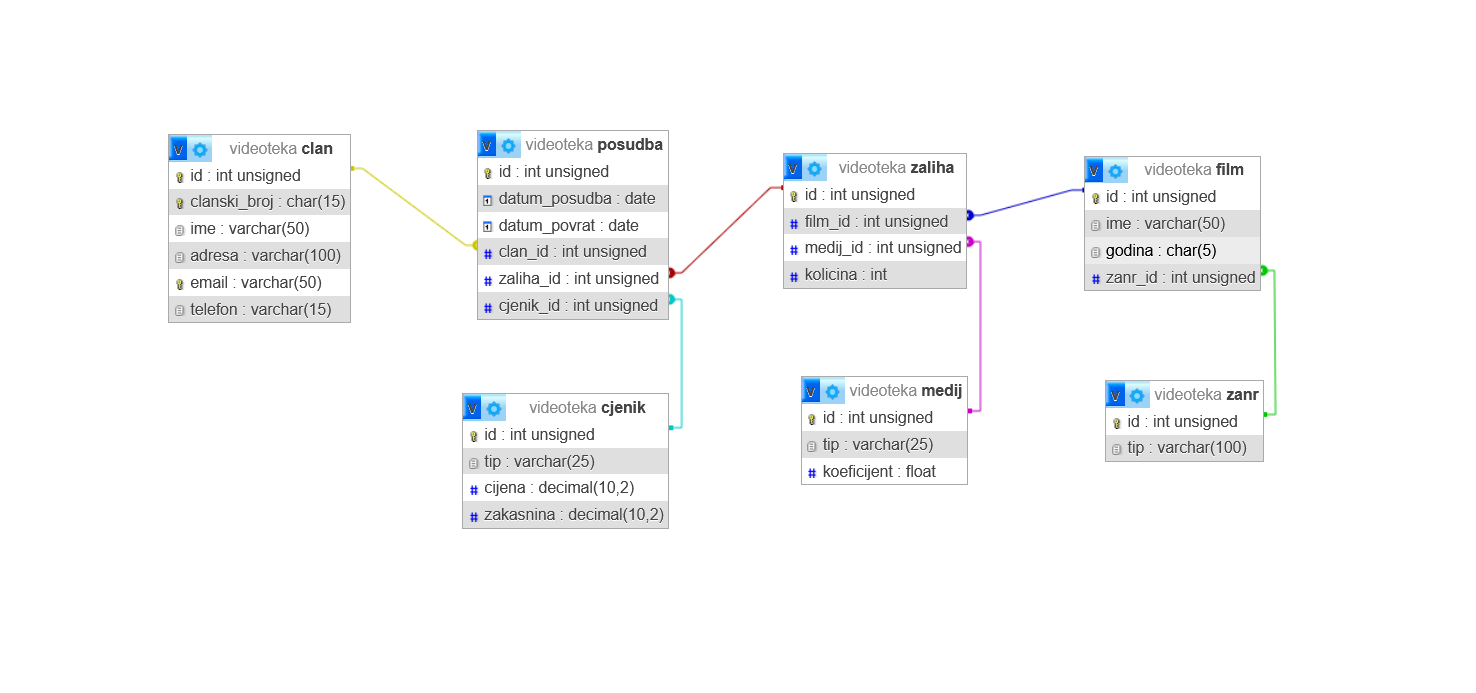 videoteka clan
id : int unsigned
clanski_broj : char(15)
ime : varchar(50)
adresa : varchar(100)
email : varchar(50)
telefon : varchar(15)
videoteka posudba
id : int unsigned
datum_posudba : date
datum_povrat : date
clan_id : int unsigned
zaliha_id : int unsigned
cjenik_id : int unsigned
videoteka zaliha
id : int unsigned
film_id : int unsigned
medij_id : int unsigned
kolicina : int
videoteka film
id : int unsigned
ime : varchar(50)
godina : char(5)
zanr_id : int unsigned
videoteka cjenik
id : int unsigned
tip : varchar(25)
cijena : decimal(10,2)
zakasnina : decimal(10,2)
videoteka medij
id : int unsigned
tip : varchar(25)
koeficijent : float
videoteka zanr
id : int unsigned
tip : varchar(100)